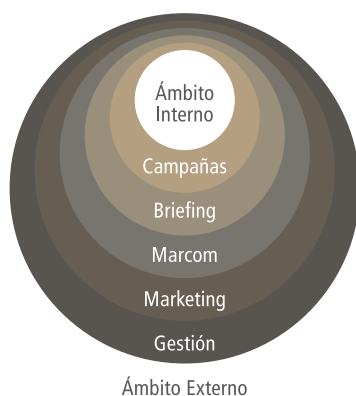 Ámbito
Interno
Campañas
Briefing
Marcom
Marketing
Gestión
Ámbito Externo